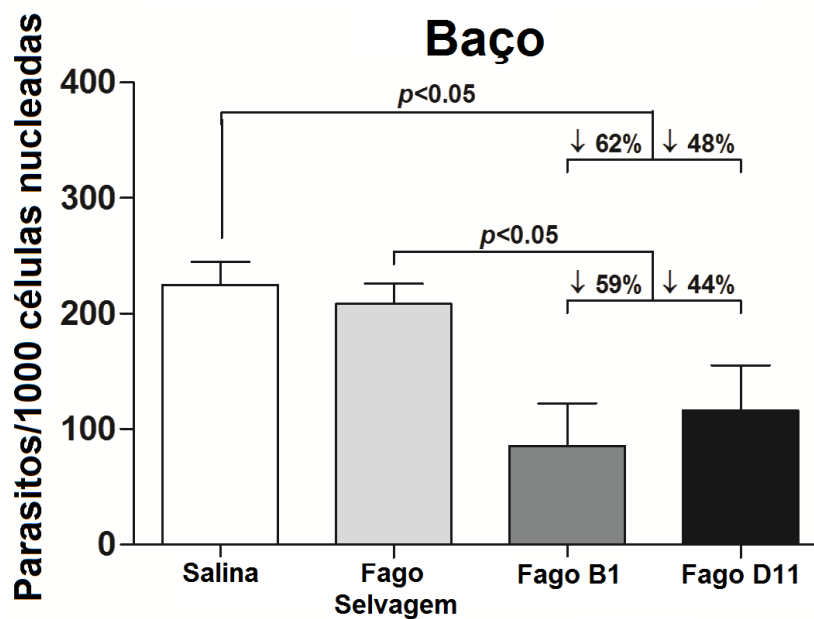 Baço
Parasitos/1000 células nucleadas
400
300
200
100
0
p<0.05
↓ 62% ↓ 48%
p<0.05
↓ 59% ↓ 44%
Salina
Fago
Selvagem
Fago B1
Fago D11